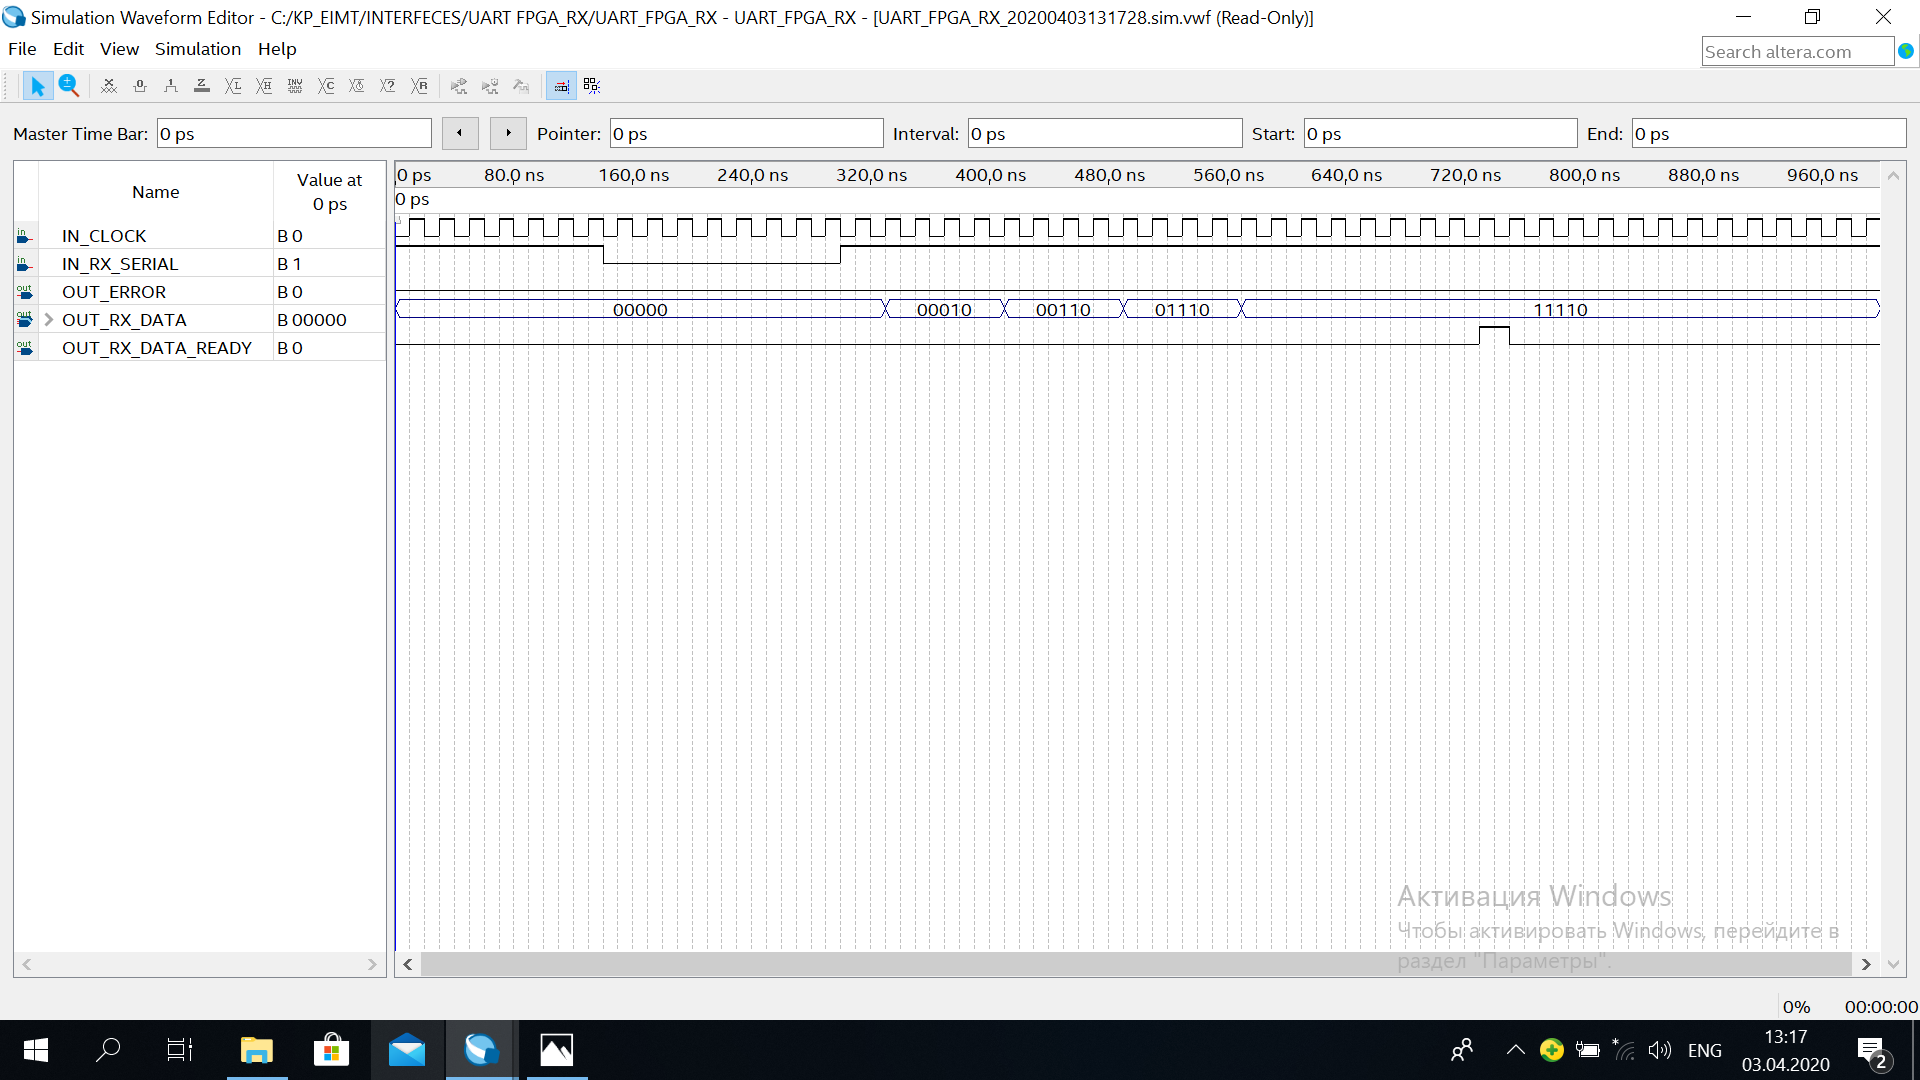 Simulation Waveform Editor - C:/KP_EIMT/INTERFECES/UART FPGA_RX/UART_FPGA_RX - UART_FPGA_RX - [UART_FPGA_RX_20200403131728.sim.vwf (Read-Only)]
File Edit View Simulation Help
Search altera.com
Master Time Bar: 0 ps Pointer: 0 ps Interval: 0 ps Start: 0 ps End: 0 ps
Name Value at 0 ps
0 ps 80.0 ns 160,0 ns 240,0 ns 320,0 ns 400,0 ns 480,0 ns 560,0 ns 640,0 ns 720,0 ns 800,0 ns 880,0 ns 960,0 ns
0 ps
in IN_CLOCK B 0
in IN_RX_SERIAL B 1
out OUT_ERROR B 0
out OUT_RX_DATA B 00000 00000 00010 00110 01110 11110
out OUT_RX_DATA_READY B 0
Активация Windows
Чтобы активировать Windows, перейдите в
раздел "Параметры".
0% 00:00:00
ENG 13:17
03.04.2020
2